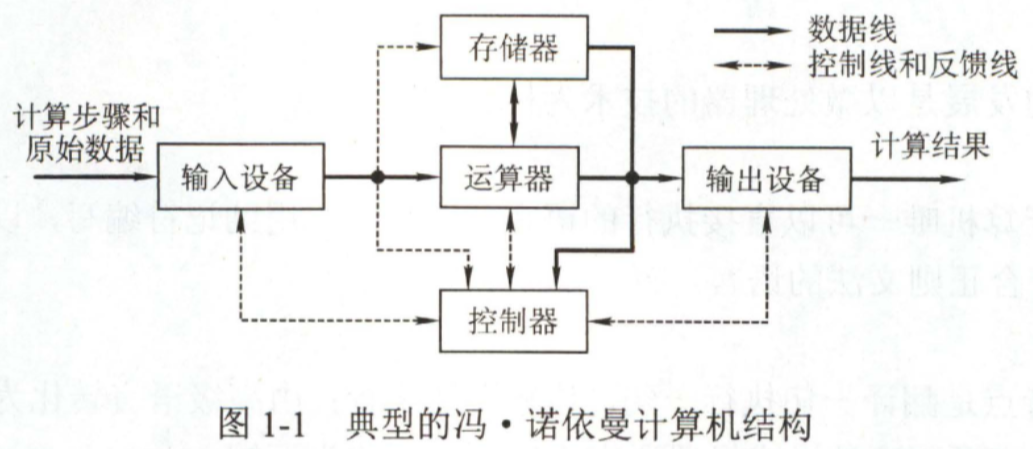 存储器
数据线
控制线和反馈线
计算步骤和
原始数据
输入设备
运算器
输出设备
计算结果
控制器
图 1-1 典型的冯·诺依曼计算机结构